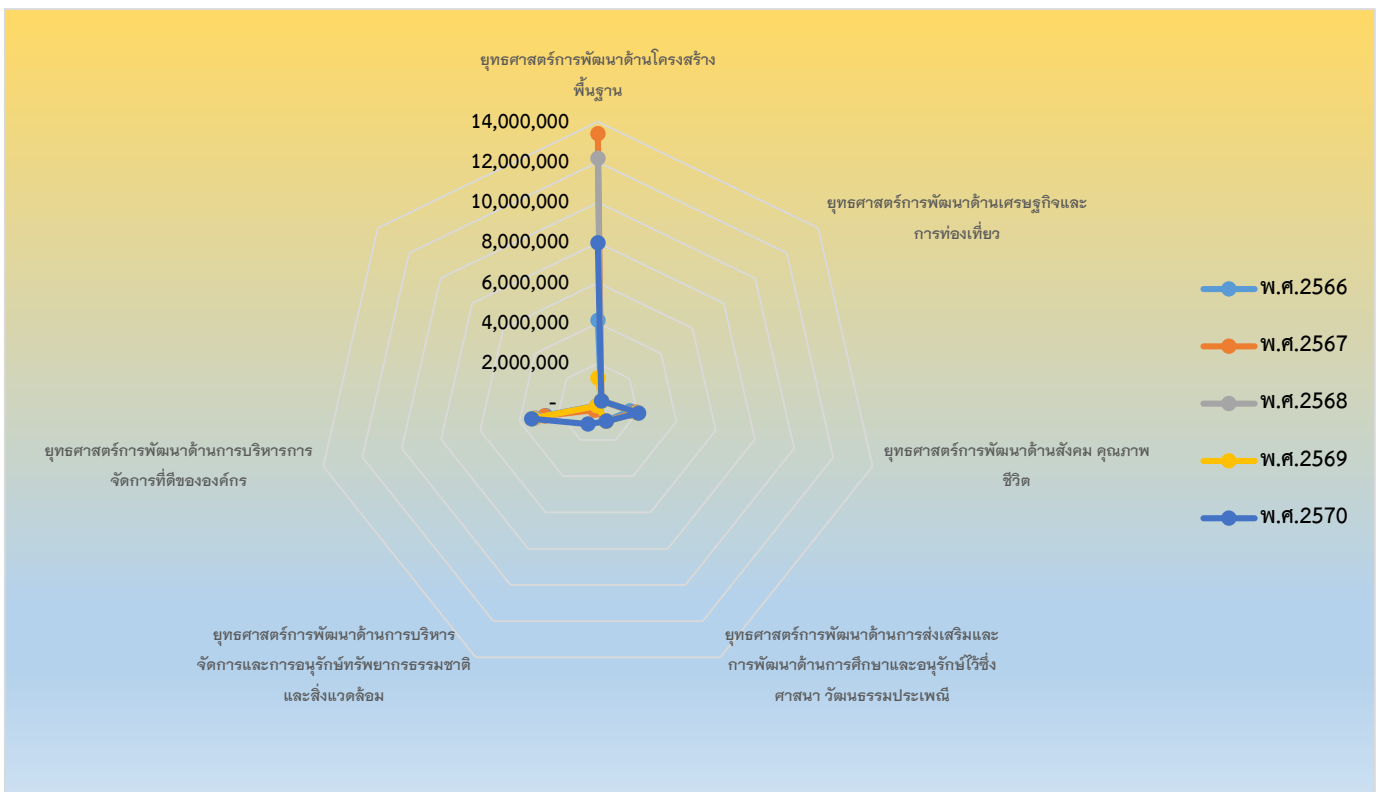 ยุทธศาสตร์การพัฒนาด้านโครงสร้าง
พื้นฐาน
14,000,000
12,000,000
10,000,000
8,000,000
6,000,000
4,000,000
2,000,000
-
ยุทธศาสตร์การพัฒนาด้านเศรษฐกิจและ
การท่องเที่ยว
ยุทธศาสตร์การพัฒนาด้านสังคม คุณภาพ
ชีวิต
ยุทธศาสตร์การพัฒนาด้านการส่งเสริมและ
การพัฒนาด้านการศึกษาและอนุรักษ์ไว้ซึ่ง
ศาสนา วัฒนธรรมประเพณี
ยุทธศาสตร์การพัฒนาด้านการบริหาร
จัดการและการอนุรักษ์ทรัพยากรธรรมชาติ
และสิ่งแวดล้อม
ยุทธศาสตร์การพัฒนาด้านการบริหารการ
จัดการที่ดีขององค์กร
พ.ศ.2566
พ.ศ.2567
พ.ศ.2568
พ.ศ.2569
พ.ศ.2570